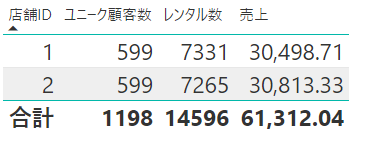 店舗ID ユニーク顧客数 レンタル数 売上
1 599 7331 30,498.71
2 599 7265 30,813.33
合計 1198 14596 61,312.04